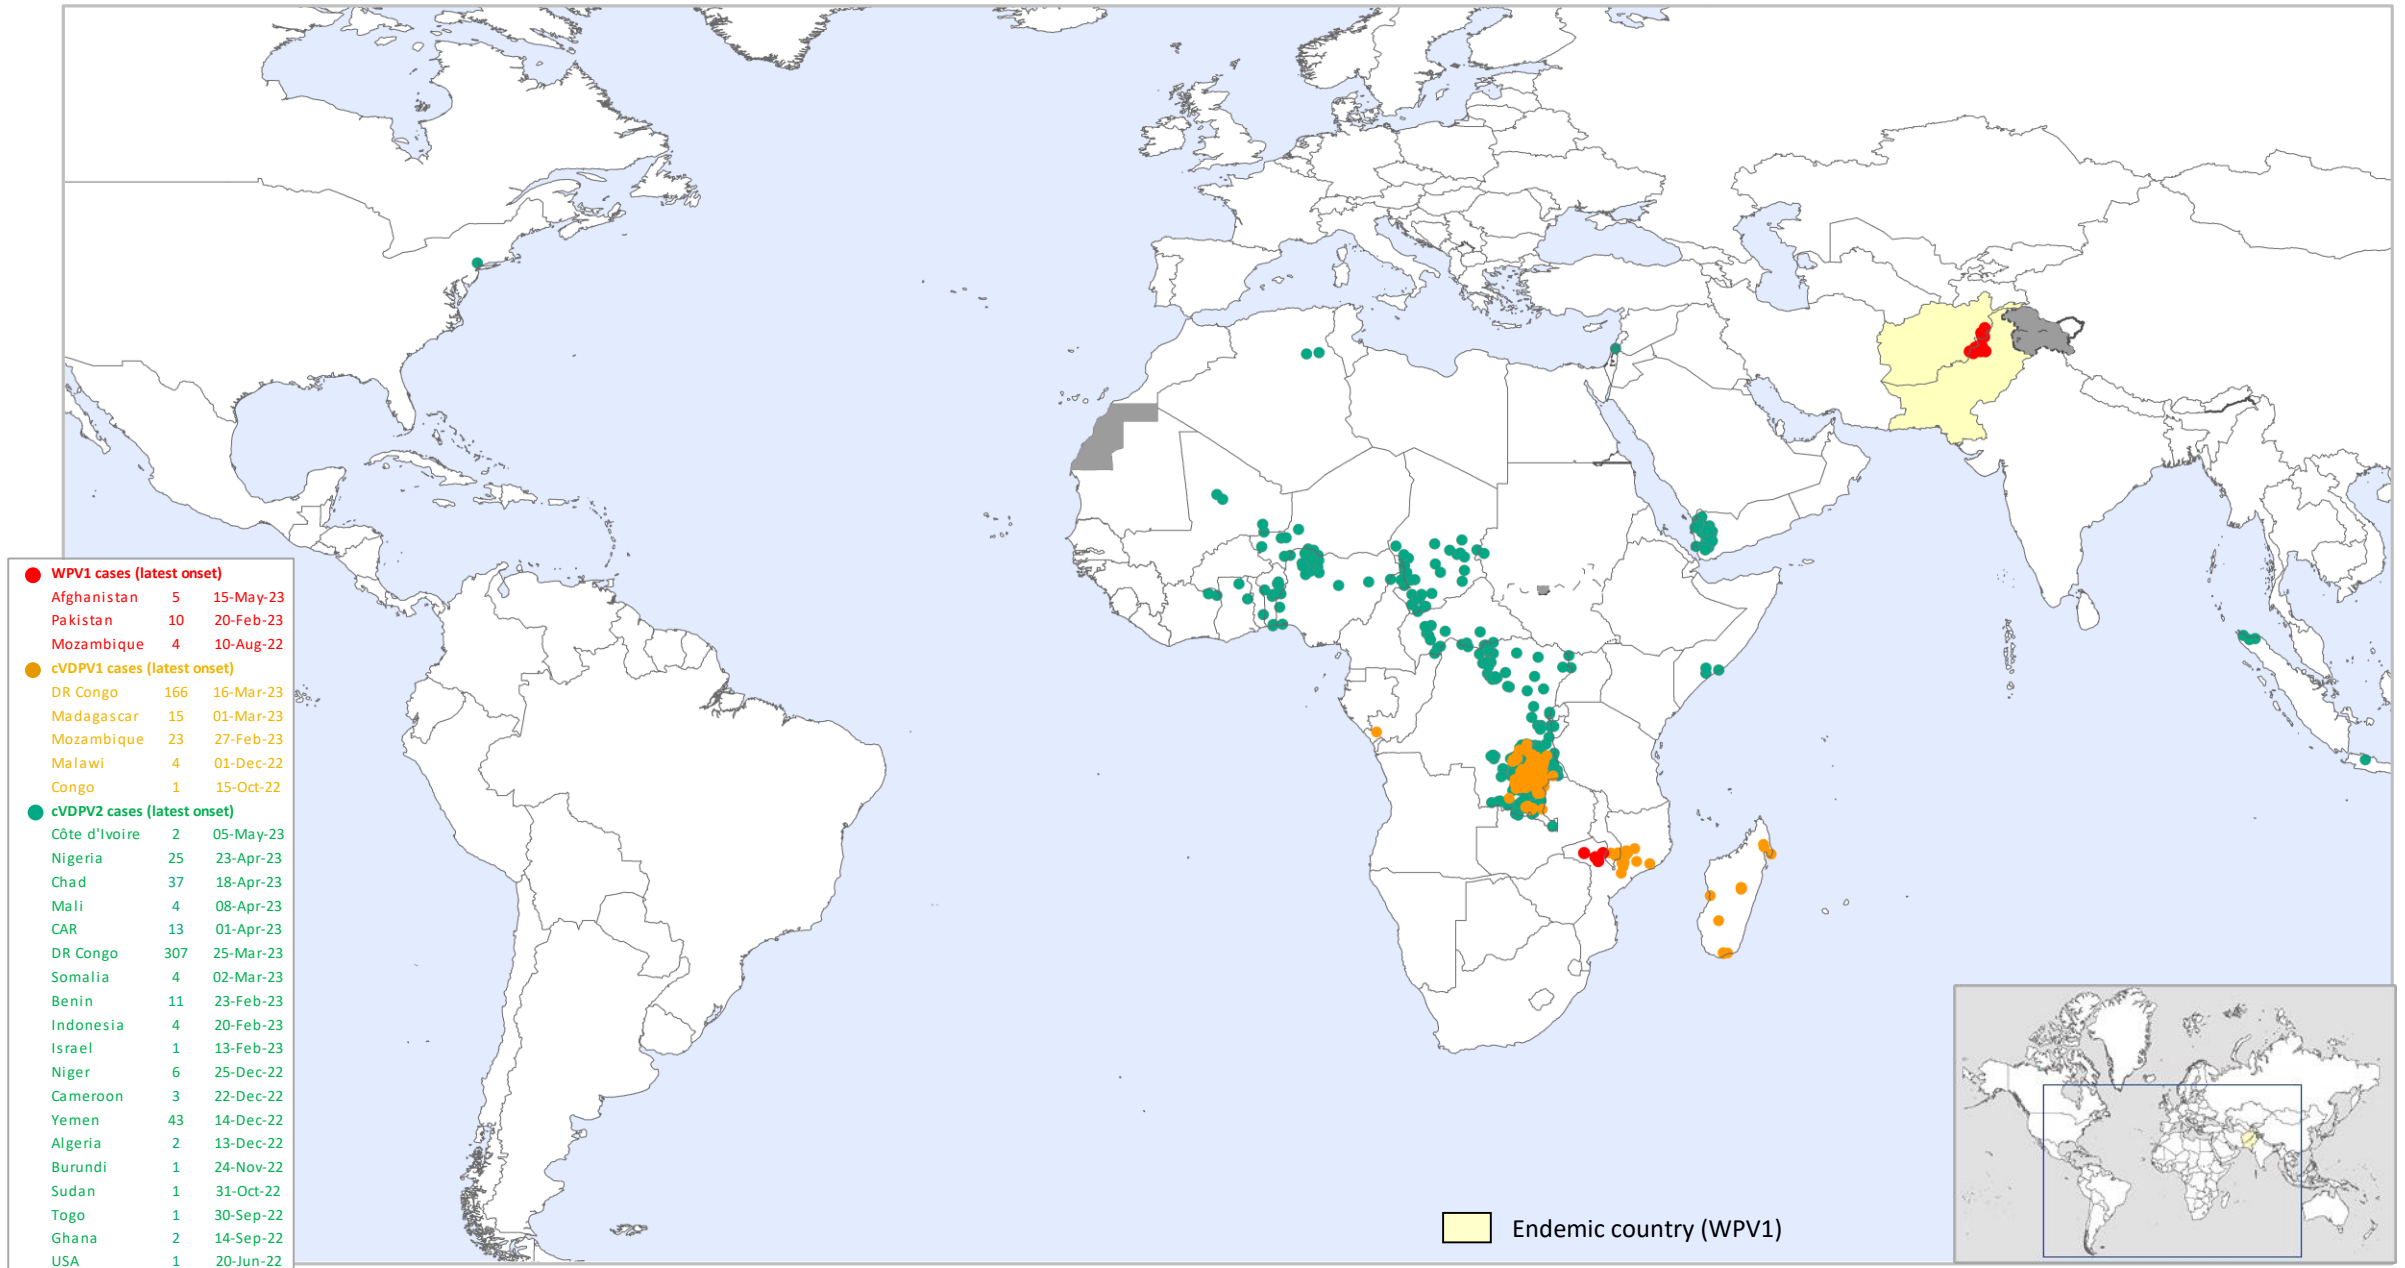 WPV1 cases (latest onset)
Afghanistan 5 15-May-23
Pakistan 10 20-Feb-23
Mozambique 4 10-Aug-22
cVDPV1 cases (latest onset)
DR Congo 166 16-Mar-23
Madagascar 15 01-Mar-23
Mozambique 23 27-Feb-23
Malawi 4 01-Dec-22
Congo 1 15-Oct-22
cVDPV2 cases (latest onset)
Côte d'Ivoire 2 05-May-23
Nigeria 25 23-Apr-23
Chad 37 18-Apr-23
Mali 4 08-Apr-23
CAR 13 01-Apr-23
DR Congo 307 25-Mar-23
Somalia 4 02-Mar-23
Benin 11 23-Feb-23
Indonesia 4 20-Feb-23
Israel 1 13-Feb-23
Niger 6 25-Dec-22
Cameroon 3 22-Dec-22
Yemen 43 14-Dec-22
Algeria 2 13-Dec-22
Burundi 1 24-Nov-22
Sudan 1 31-Oct-22
Togo 1 30-Sep-22
Ghana 2 14-Sep-22
USA 1 20-Jun-22
Endemic country (WPV1)